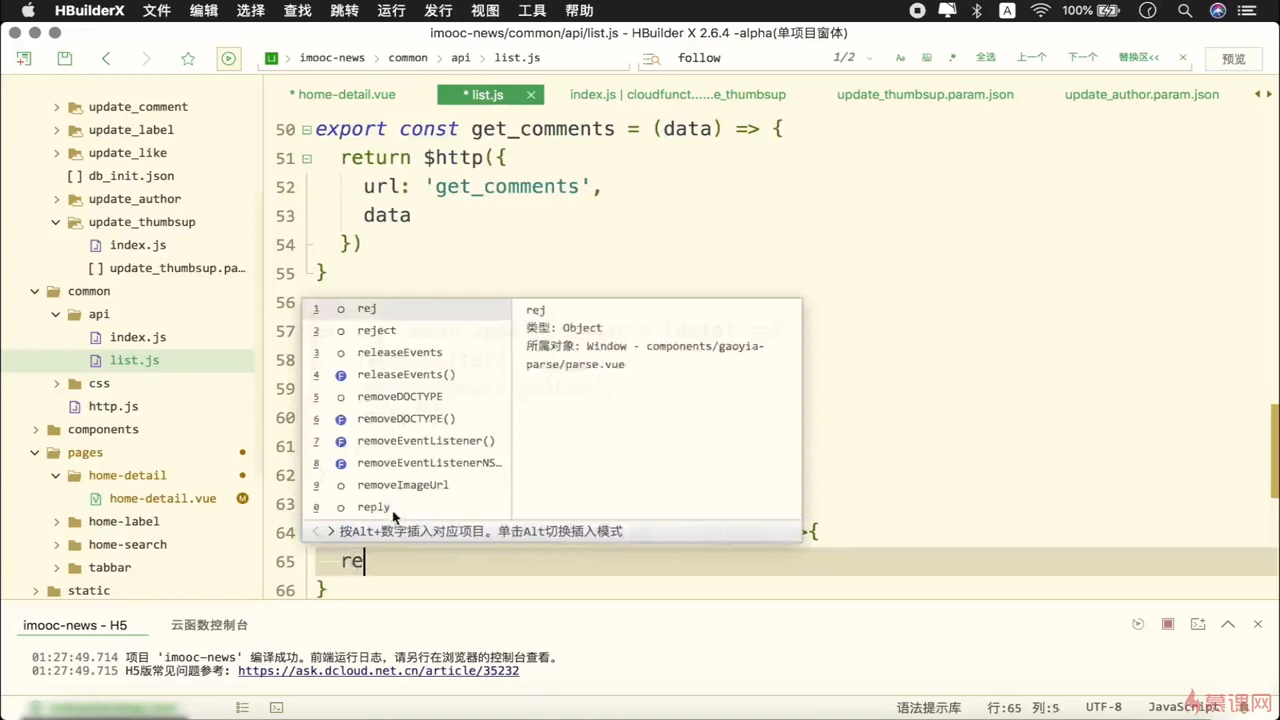 HBuilderX 文件 编辑 选择 查找 跳转 运行 发行 视图 工具 帮助 A 100%
imooc-news/common/api/list.js - HBuilder X 2.6.4 -alpha(单项目窗体)
imooc-news common api list.js follow 1/2 Aa .* 全选 上一个 下一个 替换区<< 预览
* home-detail.vue * list.js index.js | cloudfunct......e_thumbsup update_thumbsup.param.json update_author.param.json
update_comment
update_label
update_like
[ ] db_init.json
update_author
update_thumbsup
index.js
[ ] update_thumbsup.pa…
common
api
index.js
list.js
css
http.js
components
pages
home-detail
home-detail.vue M
home-label
home-search
tabbar
static
50 export const get_comments = (data) => {
51 return $http({
52 url: 'get_comments',
53 data
54 })
55 }
56
57
58
59
60
61
62
63
64 >{
65 re
66 }
1 rej
2 reject
3 releaseEvents
4 F releaseEvents()
5 removeDOCTYPE
6 F removeDOCTYPE()
7 F removeEventListener()
8 F removeEventListenerNS…
9 removeImageUrl
0 reply
rej
类型: Object
所属对象: Window - components/gaoyia-
parse/parse.vue
按Alt+数字插入对应项目。单击Alt切换插入模式
imooc-news - H5 云函数控制台
01:27:49.714 项目 'imooc-news' 编译成功。前端运行日志，请另行在浏览器的控制台查看。
01:27:49.715 H5版常见问题参考: https://ask.dcloud.net.cn/article/35232
语法提示库 行:65 列:5 UTF-8 JavaScript
慕课网